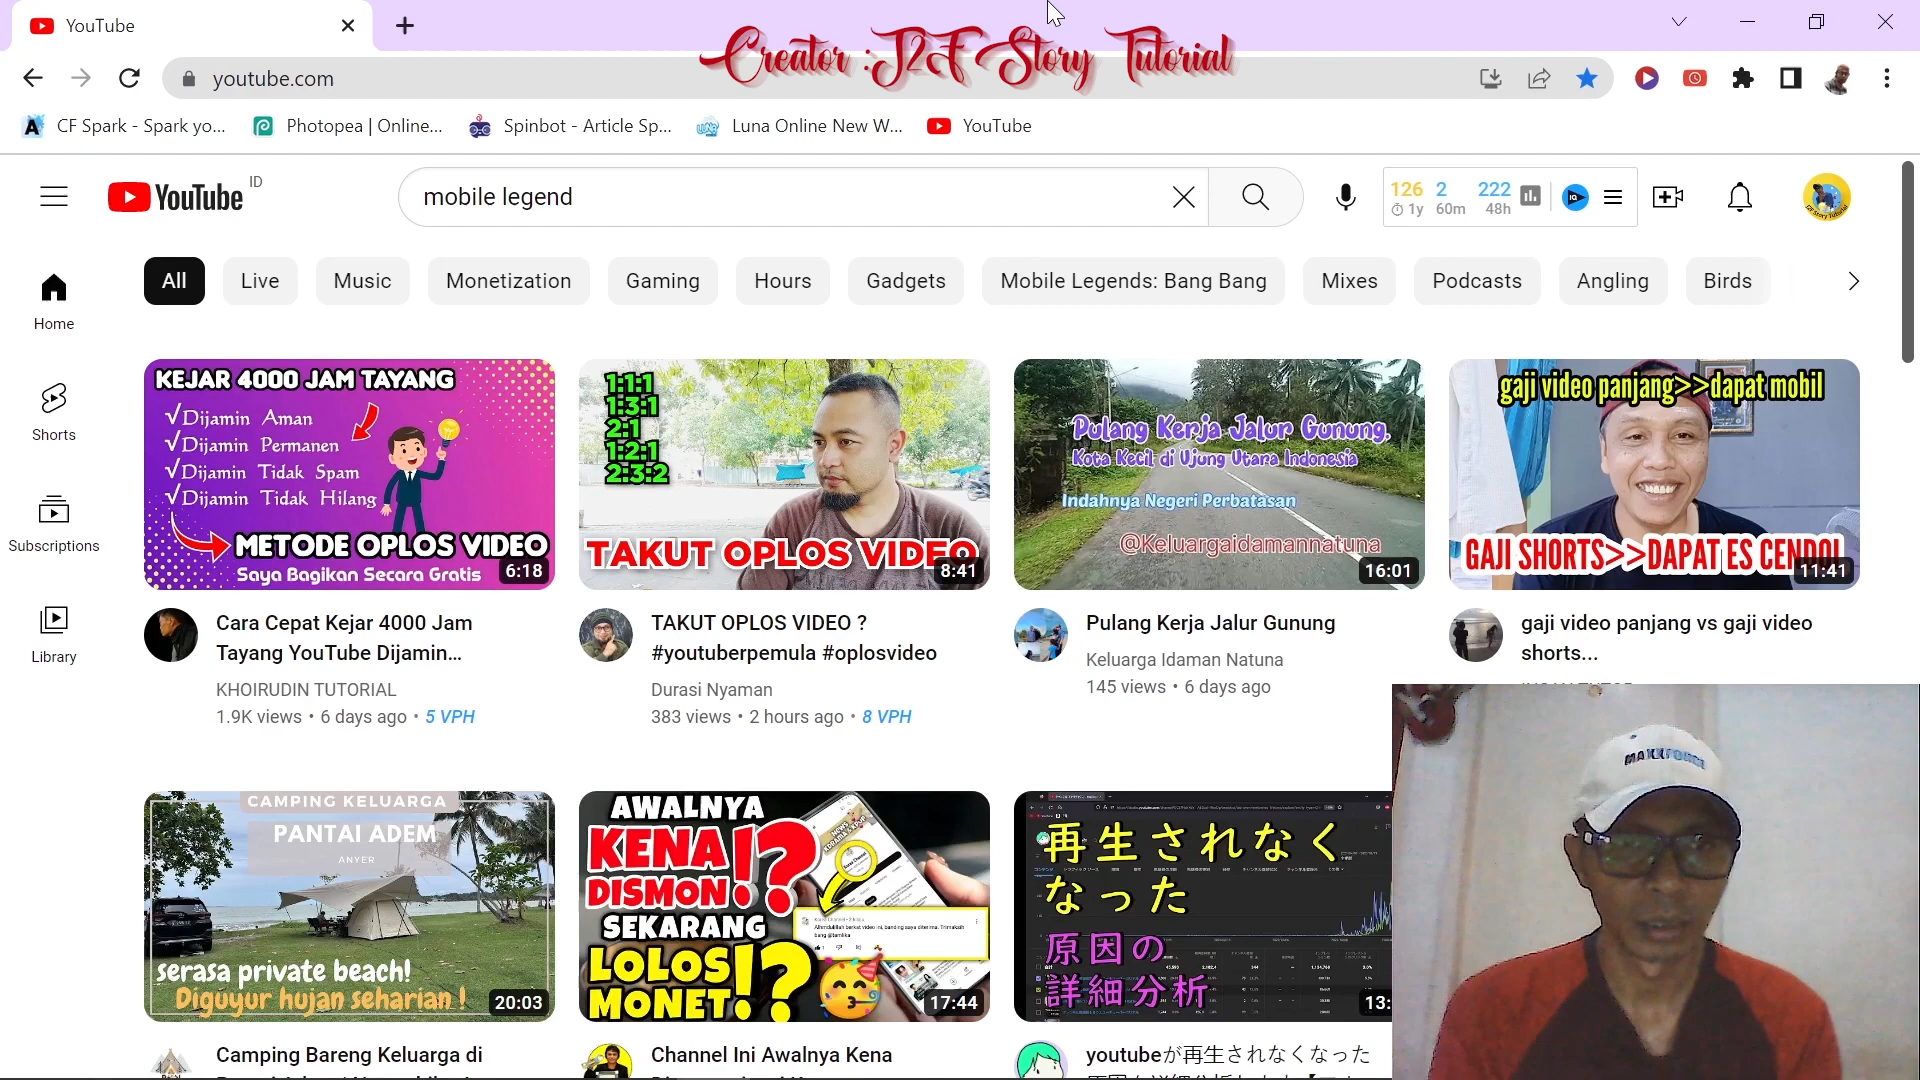 YouTube
Creator : J2F Story Tutorial
youtube.com
CF Spark - Spark yo...
Photopea | Online...
Spinbot - Article Sp...
Luna Online New W...
YouTube
YouTube ID
mobile legend
126 2 222
1y 60m 48h
All
Live
Music
Monetization
Gaming
Hours
Gadgets
Mobile Legends: Bang Bang
Mixes
Podcasts
Angling
Birds
Home
Shorts
Subscriptions
Library
KEJAR 4000 JAM TAYANG
√Dijamin Aman
√Dijamin Permanen
√Dijamin Tidak Spam
√Dijamin Tidak Hilang
METODE OPLOS VIDEO
Saya Bagikan Secara Gratis
6:18
Cara Cepat Kejar 4000 Jam
Tayang YouTube Dijamin...
KHOIRUDIN TUTORIAL
1.9K views • 6 days ago • 5 VPH
1:1:1
1:3:1
2:1
1:2:1
2:3:2
TAKUT OPLOS VIDEO
8:41
TAKUT OPLOS VIDEO ?
#youtuberpemula #oplosvideo
Durasi Nyaman
383 views • 2 hours ago • 8 VPH
Pulang Kerja Jalur Gunung,
Kota Kecil di Ujung Utara Indonesia
Indahnya Negeri Perbatasan
@Keluargaidamannatuna
16:01
Pulang Kerja Jalur Gunung
Keluarga Idaman Natuna
145 views • 6 days ago
gaji video panjang>>dapat mobil
GAJI SHORTS>>DAPAT ES CENDOL
11:41
gaji video panjang vs gaji video
shorts...
CAMPING KELUARGA
PANTAI ADEM
ANYER
serasa private beach!
Diguyur hujan seharian !
20:03
Camping Bareng Keluarga di
AWALNYA
KENA
DISMON!?
SEKARANG
LOLOS
MONET!?
17:44
Channel Ini Awalnya Kena
再生されなく
なった
原因の
詳細分析
13:
youtubeが再生されなくなった
MAXXFORCE